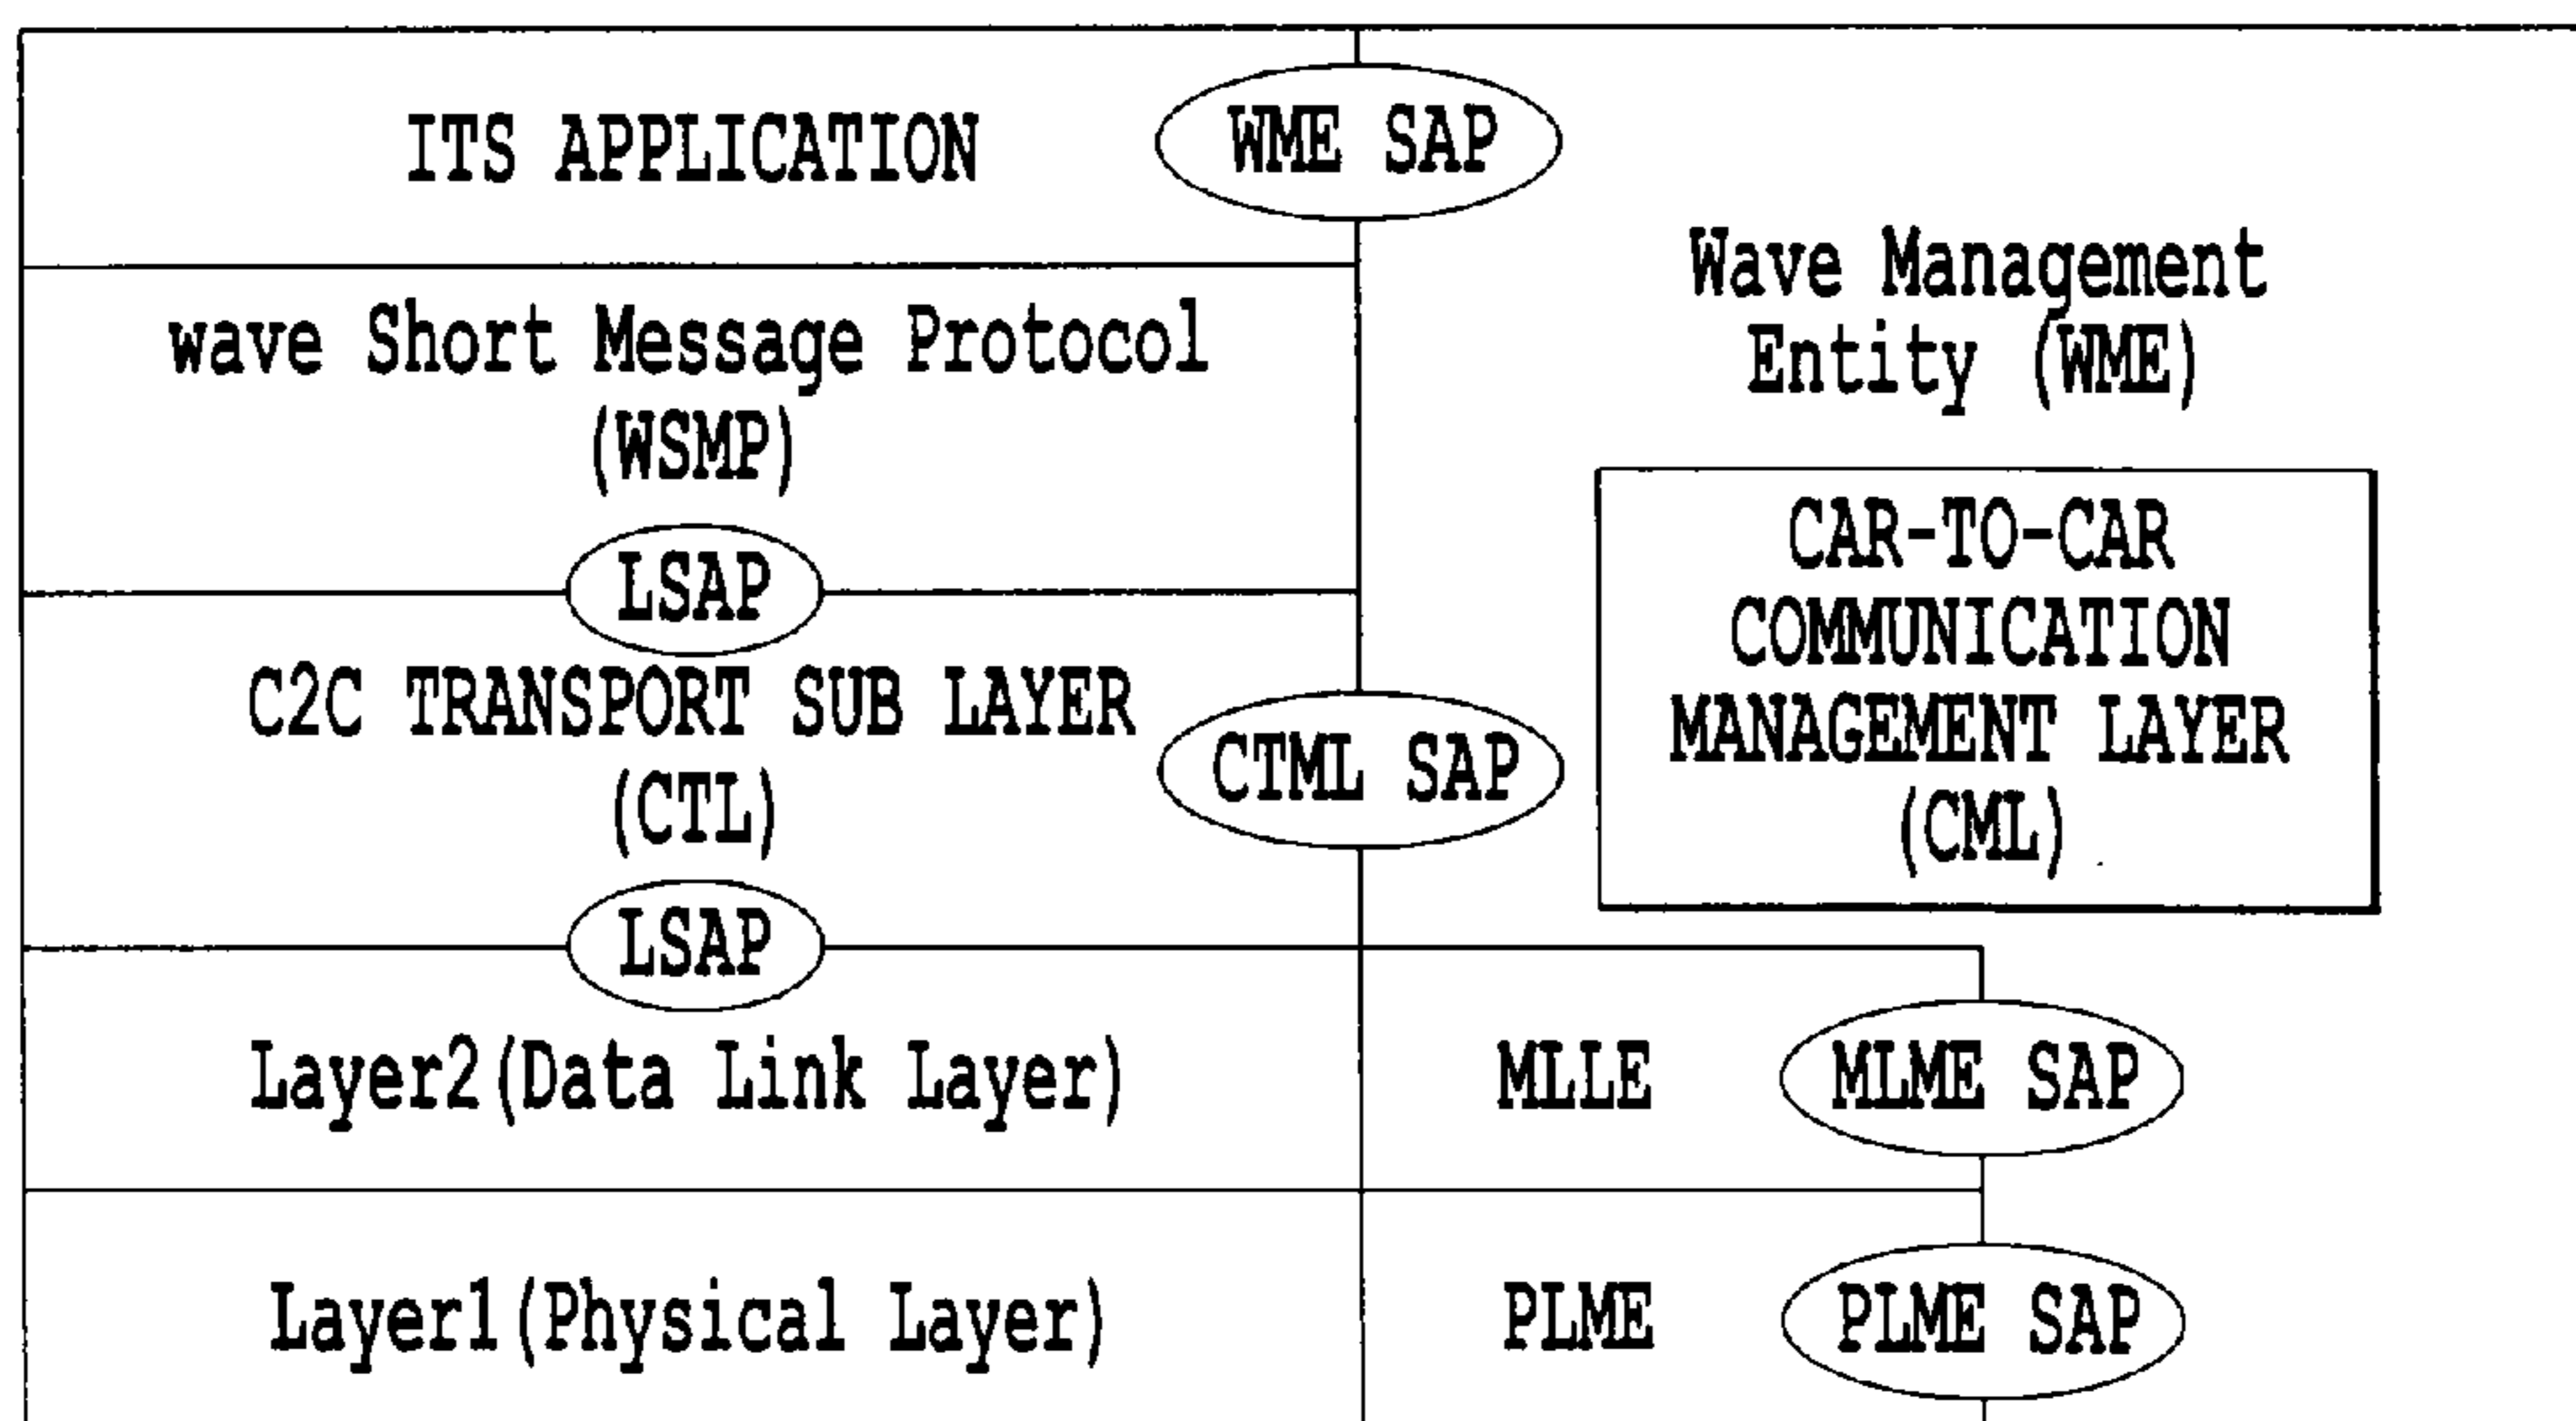 ITS APPLICATION
WME SAP
wave Short Message Protocol
(WSMP)
LSAP
C2C TRANSPORT SUB LAYER
(CTL)
CTML SAP
LSAP
Wave Management
Entity (WME)
CAR-TO-CAR
COMMUNICATION
MANAGEMENT LAYER
(CML)
Layer2(Data Link Layer)
MLLE
MLME SAP
Layer1(Physical Layer)
PLME
PLME SAP